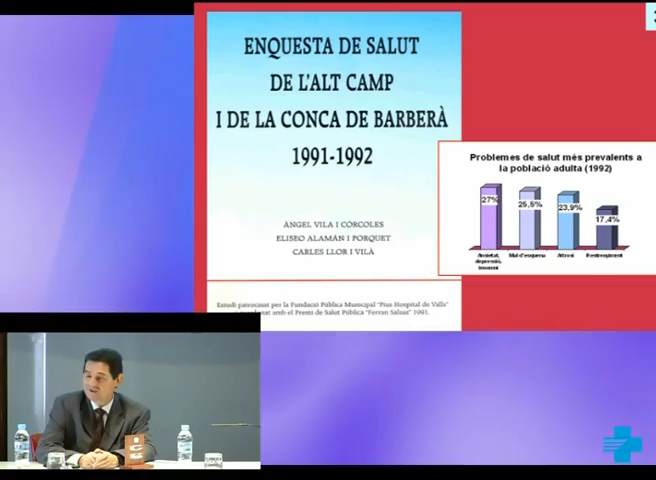 ENQUESTA DE SALUT
DE L'ALT CAMP
I DE LA CONCA DE BARBERÀ
1991-1992
ÀNGEL VILA I CÓRCOLES
ELISEO ALAMÁN I PORQUET
CARLES LLOR I VILÀ
Estudi patrocinat per la Fundació Pública Municipal "Pius Hospital de Valls"
amb el Premi de Salut Pública "Ferran Salsas" 1991.
Problemes de salut més prevalents a
la població adulta (1992)
27%
25,5%
23,9%
17,4%
Ansietat,
depressió,
insomni
Mal d'esquena
Artrosi
Restrenyiment